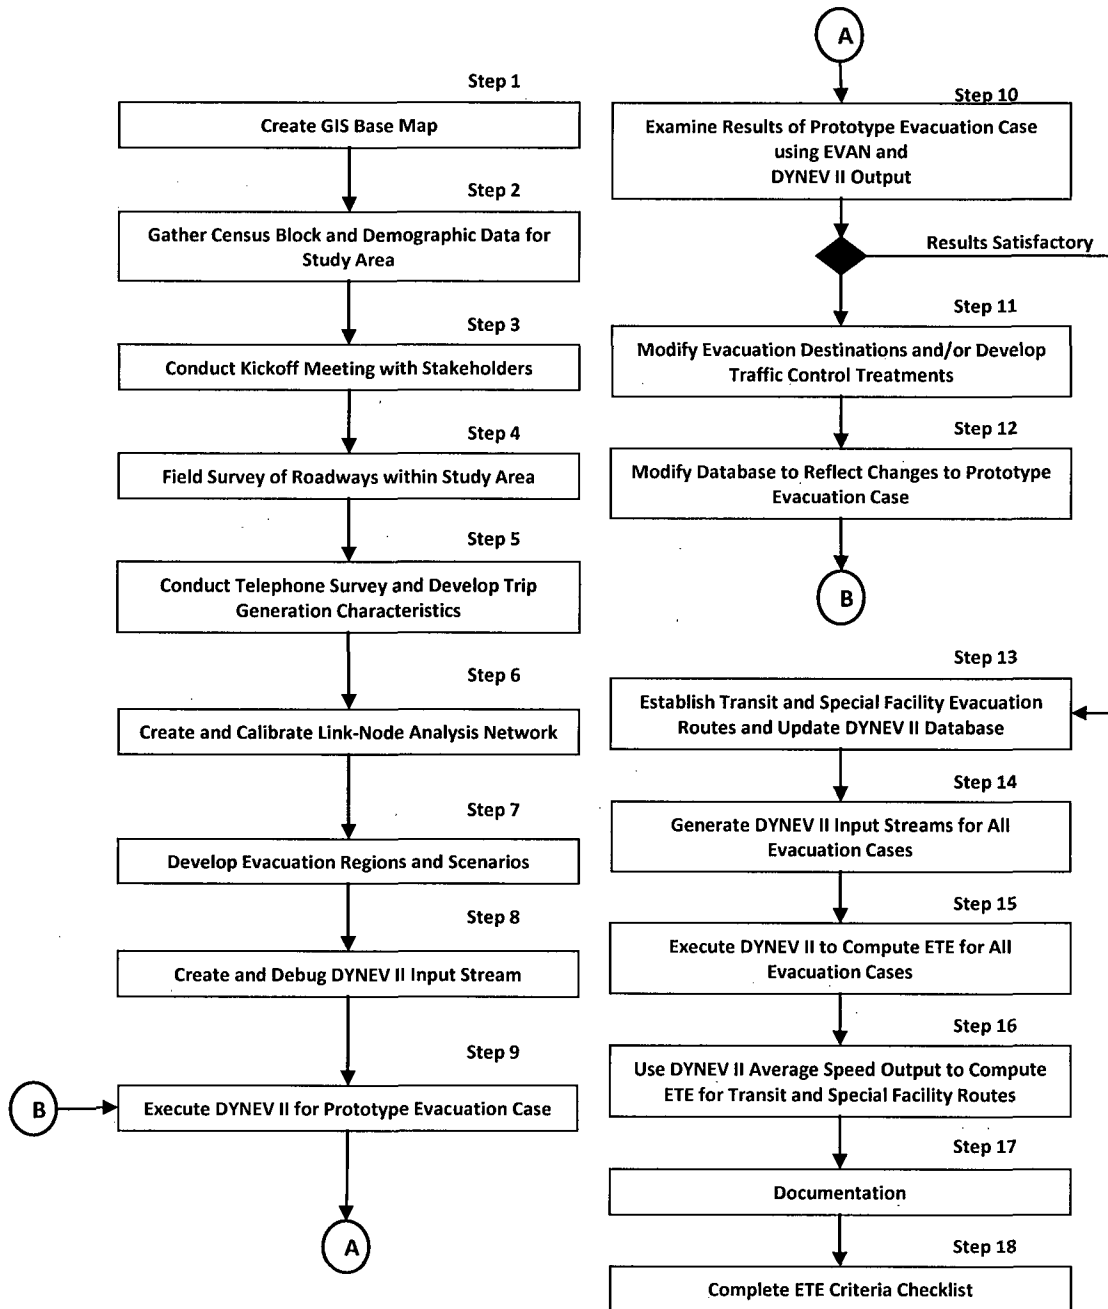 Step 1
Create GIS Base Map
Step 2
Gather Census Block and Demographic Data for
Study Area
Step 3
Conduct Kickoff Meeting with Stakeholders
Step 4
Field Survey of Roadways within Study Area
Step 5
Conduct Telephone Survey and Develop Trip
Generation Characteristics
Step 6
Create and Calibrate Link-Node Analysis Network
Step 7
Develop Evacuation Regions and Scenarios
Step 8
Create and Debug DYNEV II Input Stream
Step 9
B
Execute DYNEV II for Prototype Evacuation Case
A
A
Step 10
Examine Results of Prototype Evacuation Case
using EVAN and
DYNEV II Output
Results Satisfactory
Step 11
Modify Evacuation Destinations and/or Develop
Traffic Control Treatments
Step 12
Modify Database to Reflect Changes to Prototype
Evacuation Case
B
Step 13
Establish Transit and Special Facility Evacuation
Routes and Update DYNEV II Database
Step 14
Generate DYNEV II Input Streams for All
Evacuation Cases
Step 15
Execute DYNEV II to Compute ETE for All
Evacuation Cases
Step 16
Use DYNEV II Average Speed Output to Compute
ETE for Transit and Special Facility Routes
Step 17
Documentation
Step 18
Complete ETE Criteria Checklist